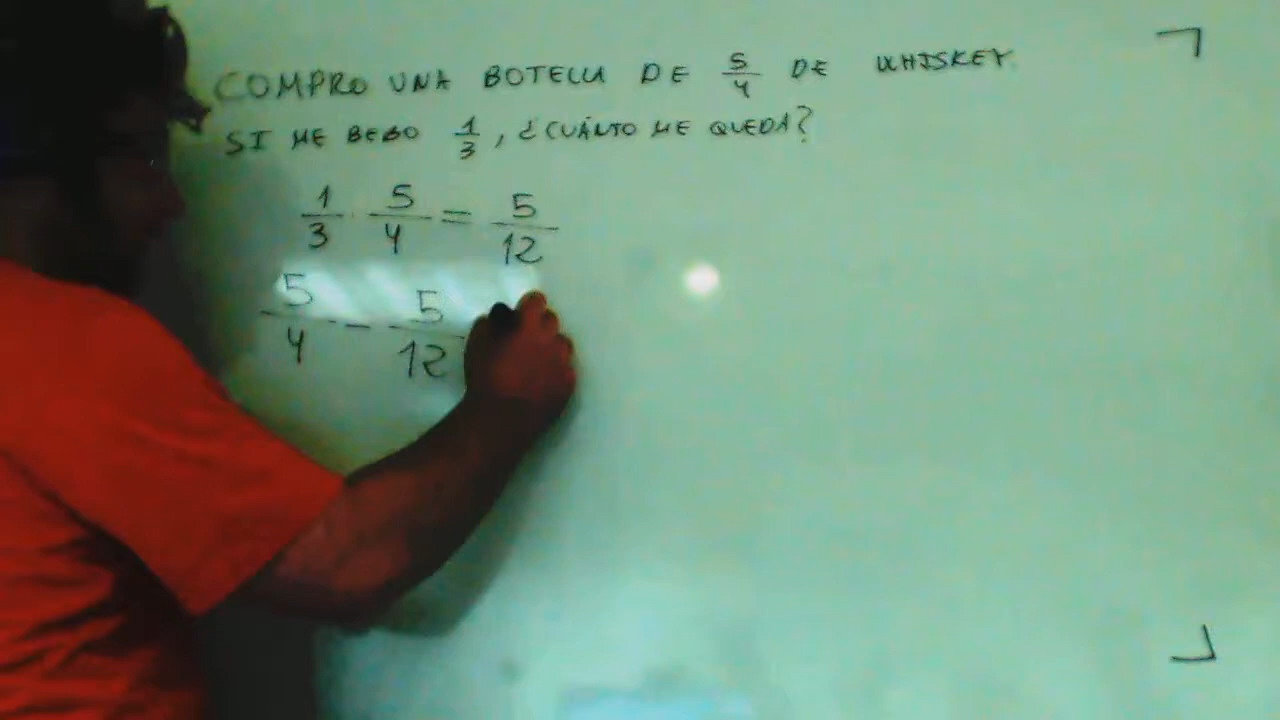 COMPRO UNA BOTELLA DE 5/4 DE WHISKEY.
SI ME BEBO 1/3, ¿CUÁNTO ME QUEDA?
1/3 · 5/4 = 5/12
5/4 - 5/12